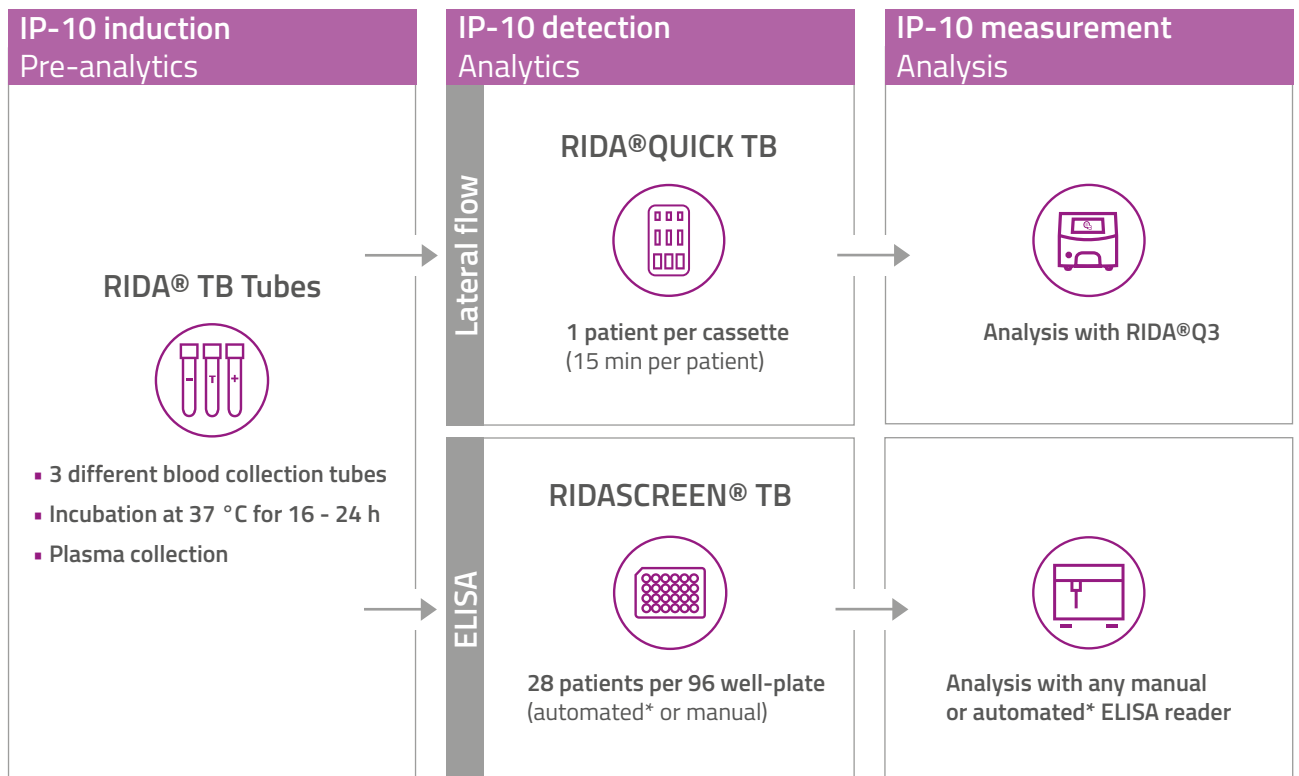 IP-10 induction
Pre-analytics
RIDA® TB Tubes
- T +
▪ 3 different blood collection tubes
▪ Incubation at 37 °C for 16 - 24 h
▪ Plasma collection
IP-10 detection
Analytics
Lateral flow
RIDA®QUICK TB
1 patient per cassette
(15 min per patient)
ELISA
RIDASCREEN® TB
28 patients per 96 well-plate
(automated* or manual)
IP-10 measurement
Analysis
Analysis with RIDA®Q3
Analysis with any manual
or automated* ELISA reader